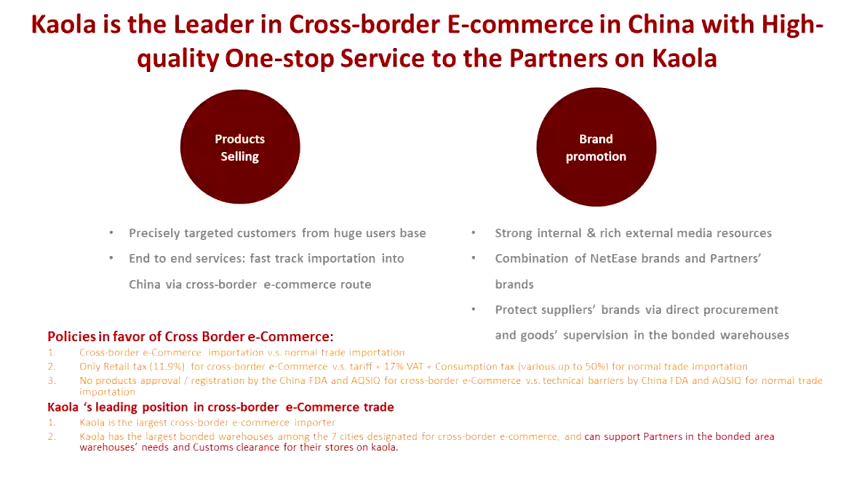 Kaola is the Leader in Cross-border E-commerce in China with High-
quality One-stop Service to the Partners on Kaola
Products
Selling
Brand
promotion
• Precisely targeted customers from huge users base
• End to end services: fast track importation into
China via cross-border e-commerce route
• Strong internal & rich external media resources
• Combination of NetEase brands and Partners’
brands
• Protect suppliers’ brands via direct procurement
and goods’ supervision in the bonded warehouses
Policies in favor of Cross Border e-Commerce:
1. Cross-border e-Commerce importation v.s. normal trade importation
2. Only Retail tax (11.9%) for cross-border e-Commerce v.s. tariff + 17% VAT + Consumption tax (various up to 50%) for normal trade importation
3. No products approval / registration by the China FDA and AQSIQ for cross-border e-Commerce v.s. technical barriers by China FDA and AQSIQ for normal trade
importation
Kaola ‘s leading position in cross-border e-Commerce trade
1. Kaola is the largest cross-border e-commerce importer
2. Kaola has the largest bonded warehouses among the 7 cities designated for cross-border e-commerce, and can support Partners in the bonded area
warehouses’ needs and Customs clearance for their stores on kaola.